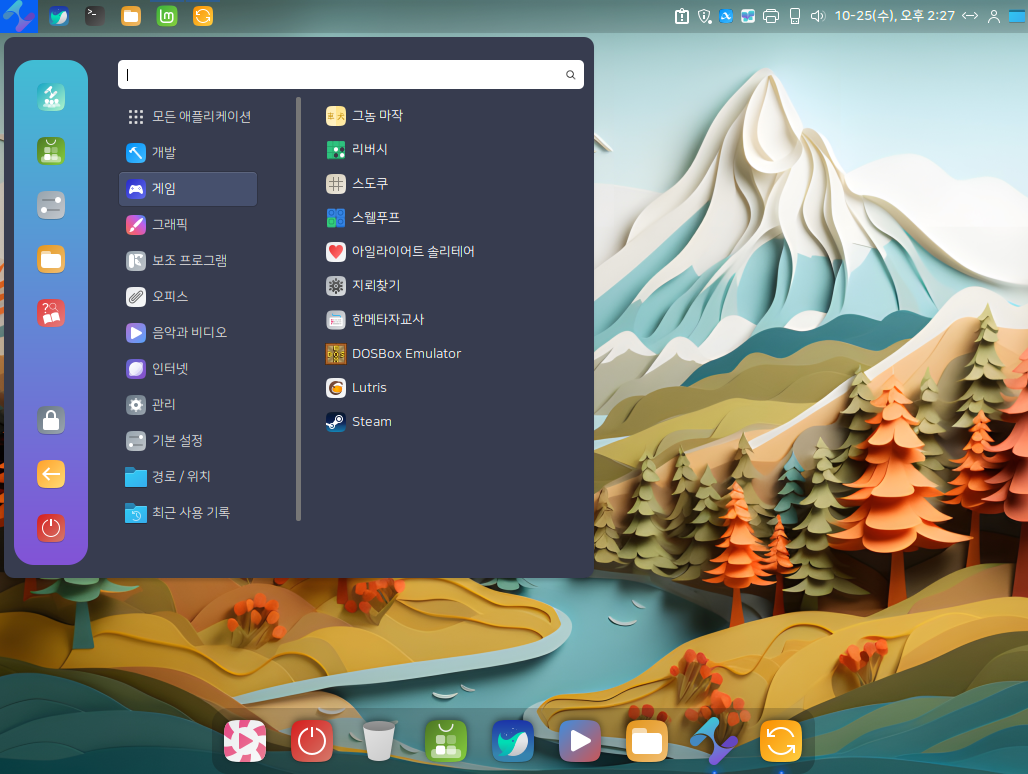 10-25(수), 오후 2:27
모든 애플리케이션
개발
게임
그래픽
보조 프로그램
오피스
음악과 비디오
인터넷
관리
기본 설정
경로 / 위치
최근 사용 기록
그놈 마작
리버시
스도쿠
스웰푸프
아일라이어트 솔리테어
지뢰찾기
한메타자교사
DOSBox Emulator
Lutris
Steam